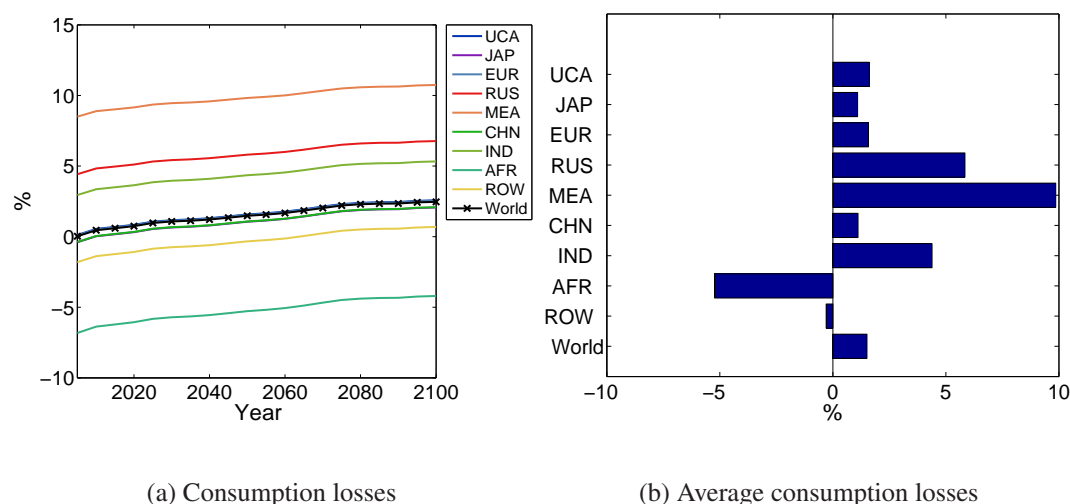 15
10
5
0
−5
−10
%
2020 2040 2060 2080 2100
Year
UCA
JAP
EUR
RUS
MEA
CHN
IND
AFR
ROW
World
UCA
JAP
EUR
RUS
MEA
CHN
IND
AFR
ROW
World
−10 −5 0 5 10
%
(a) Consumption losses
(b) Average consumption losses